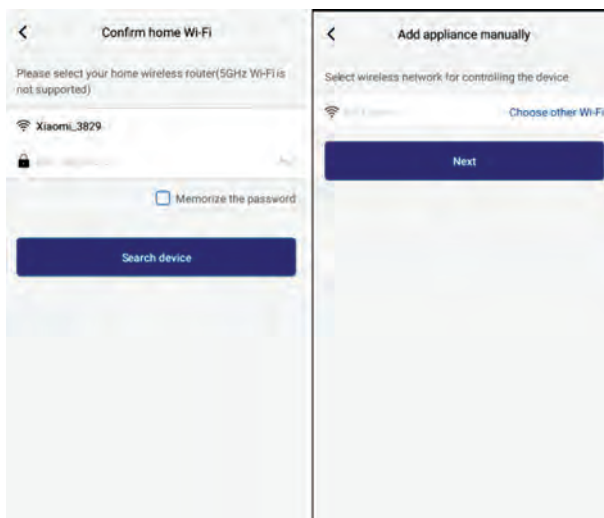 Confirm home Wi-Fi
Please select your home wireless router(5GHz Wi-Fi is
not supported)
Xiaomi_3829
Memorize the password
Search device
Add appliance manually
Select wireless network for controlling the device
Choose other Wi-Fi
Next